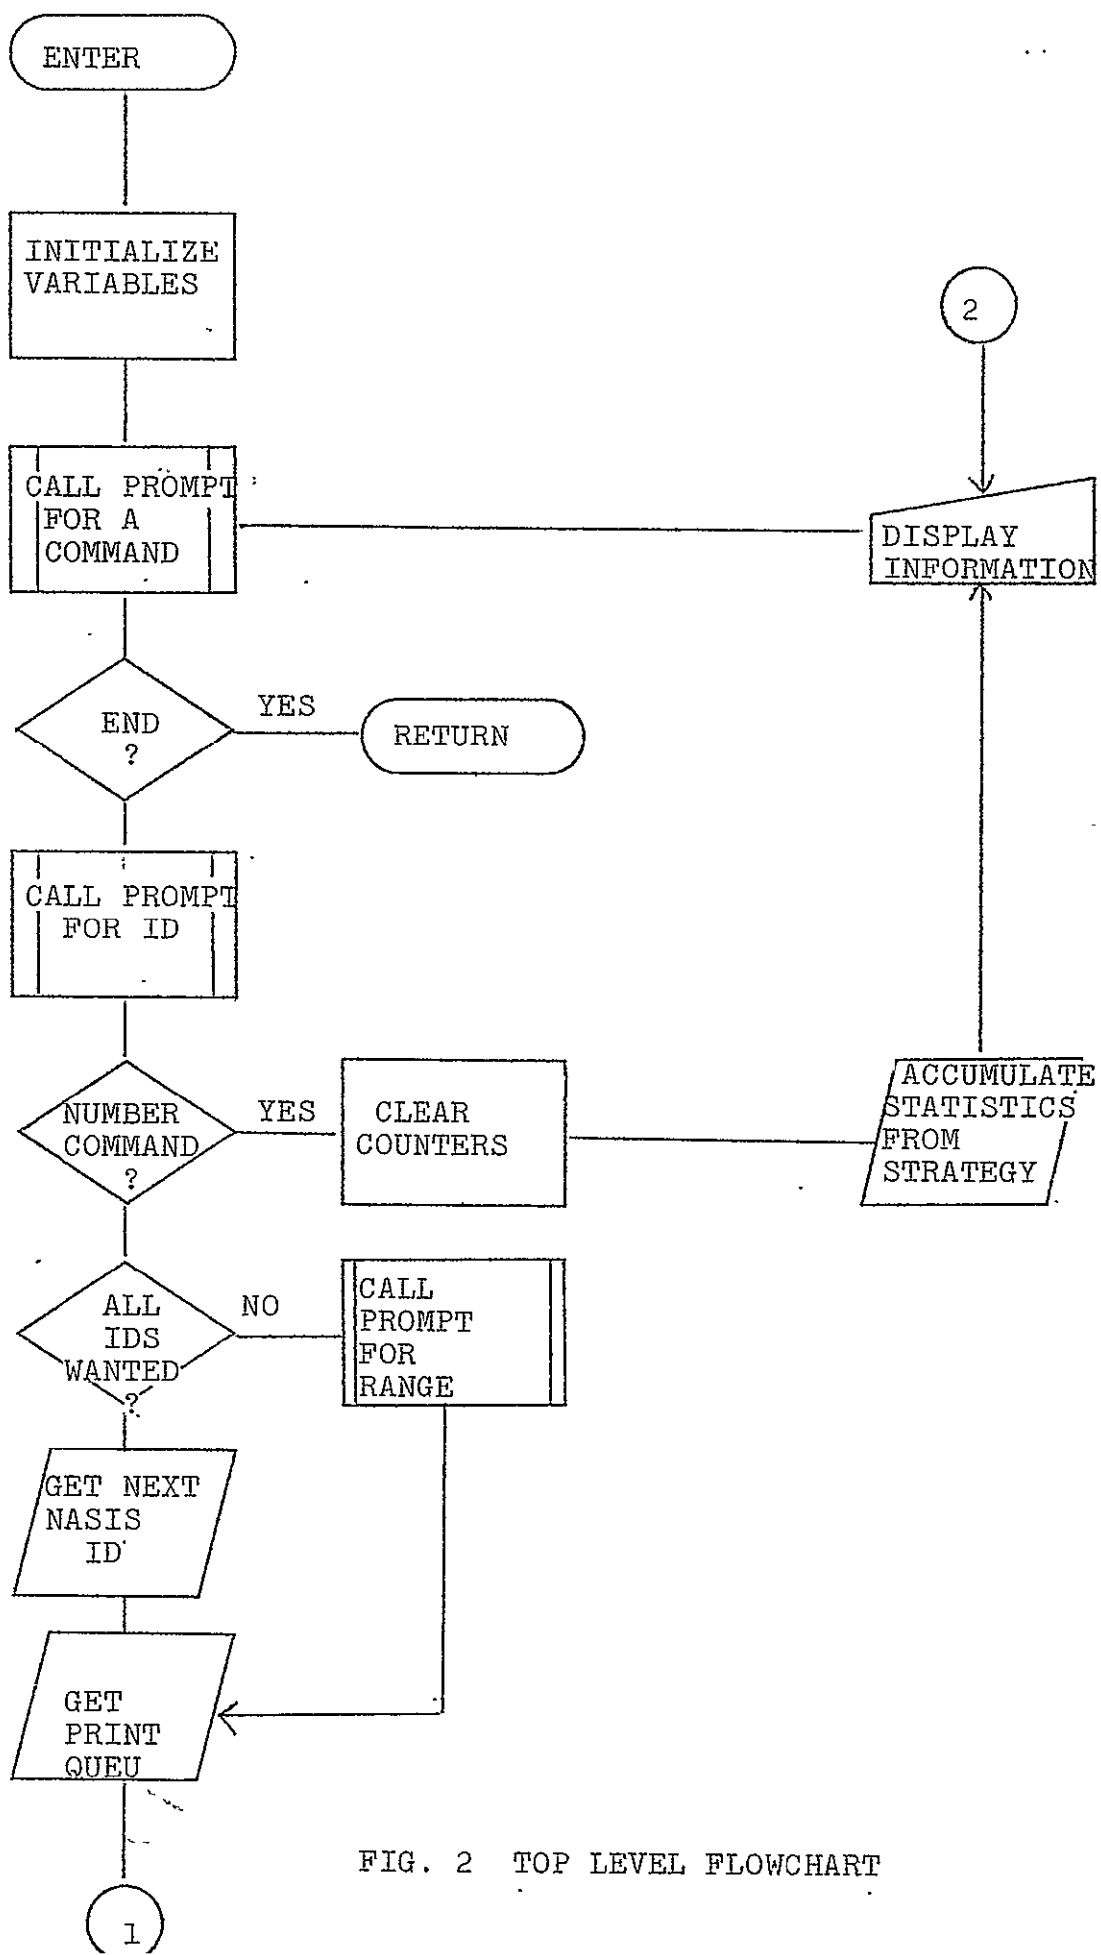 ENTER
INITIALIZE
VARIABLES
2
CALL PROMPT
FOR A
COMMAND
DISPLAY
INFORMATION
END
?
YES
RETURN
CALL PROMPT
FOR ID
NUMBER
COMMAND
?
YES
CLEAR
COUNTERS
ACCUMULATE
STATISTICS
FROM
STRATEGY
ALL
IDS
WANTED
?
NO
CALL
PROMPT
FOR
RANGE
GET NEXT
NASIS
ID
GET
PRINT
QUEU
FIG. 2 TOP LEVEL FLOWCHART
1